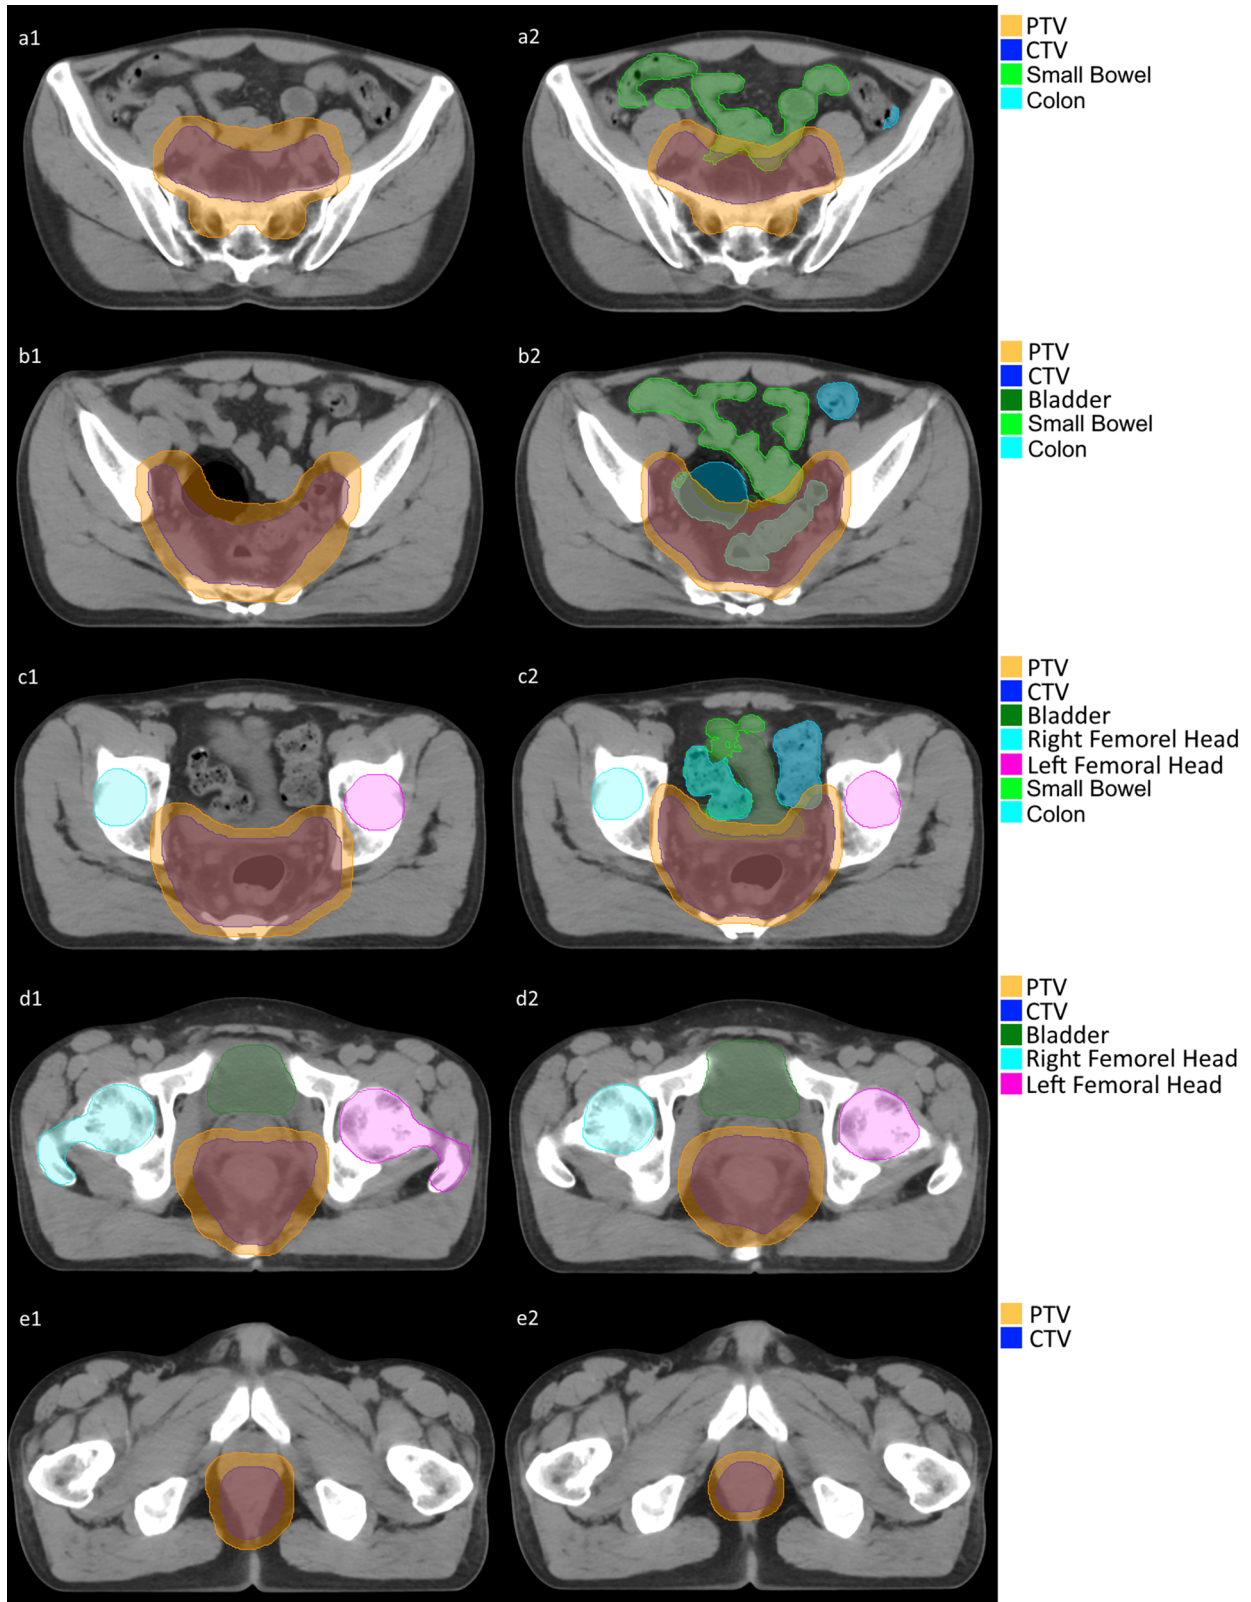 a1
a2
PTV
CTV
Small Bowel
Colon
b1
b2
PTV
CTV
Bladder
Small Bowel
Colon
c1
c2
PTV
CTV
Bladder
Right Femorel Head
Left Femoral Head
Small Bowel
Colon
d1
d2
PTV
CTV
Bladder
Right Femorel Head
Left Femoral Head
e1
e2
PTV
CTV